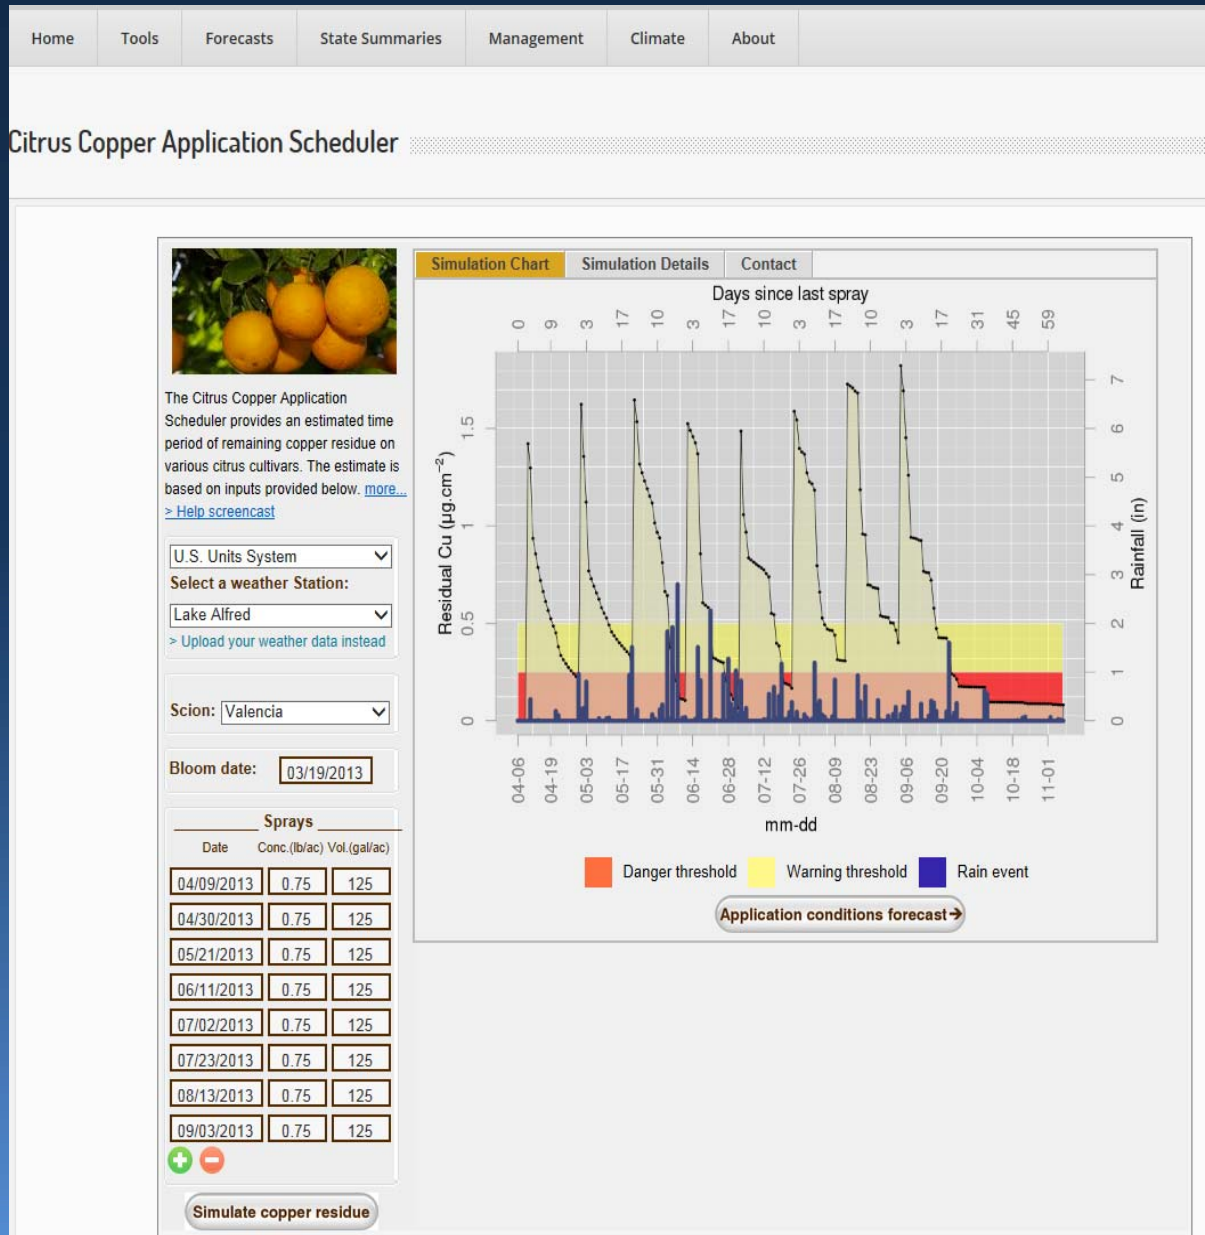 Home Tools Forecasts State Summaries Management Climate About
Citrus Copper Application Scheduler
The Citrus Copper Application
Scheduler provides an estimated time
period of remaining copper residue on
various citrus cultivars. The estimate is
based on inputs provided below. more...
> Help screencast
U.S. Units System
Select a weather Station:
Lake Alfred
> Upload your weather data instead
Scion: Valencia
Bloom date: 03/19/2013
Sprays
Date Conc.(lb/ac) Vol.(gal/ac)
04/09/2013 0.75 125
04/30/2013 0.75 125
05/21/2013 0.75 125
06/11/2013 0.75 125
07/02/2013 0.75 125
07/23/2013 0.75 125
08/13/2013 0.75 125
09/03/2013 0.75 125
Simulate copper residue
Simulation Chart Simulation Details Contact
Days since last spray
0 9 3 17 10 3 17 10 3 17 10 3 17 31 45 59
Residual Cu (µg.cm⁻²)
0 0.5 1 1.5
Rainfall (in)
0 1 2 3 4 5 6 7
04-06 04-19 05-03 05-17 05-31 06-14 06-28 07-12 07-26 08-09 08-23 09-06 09-20 10-04 10-18 11-01
mm-dd
Danger threshold Warning threshold Rain event
Application conditions forecast→